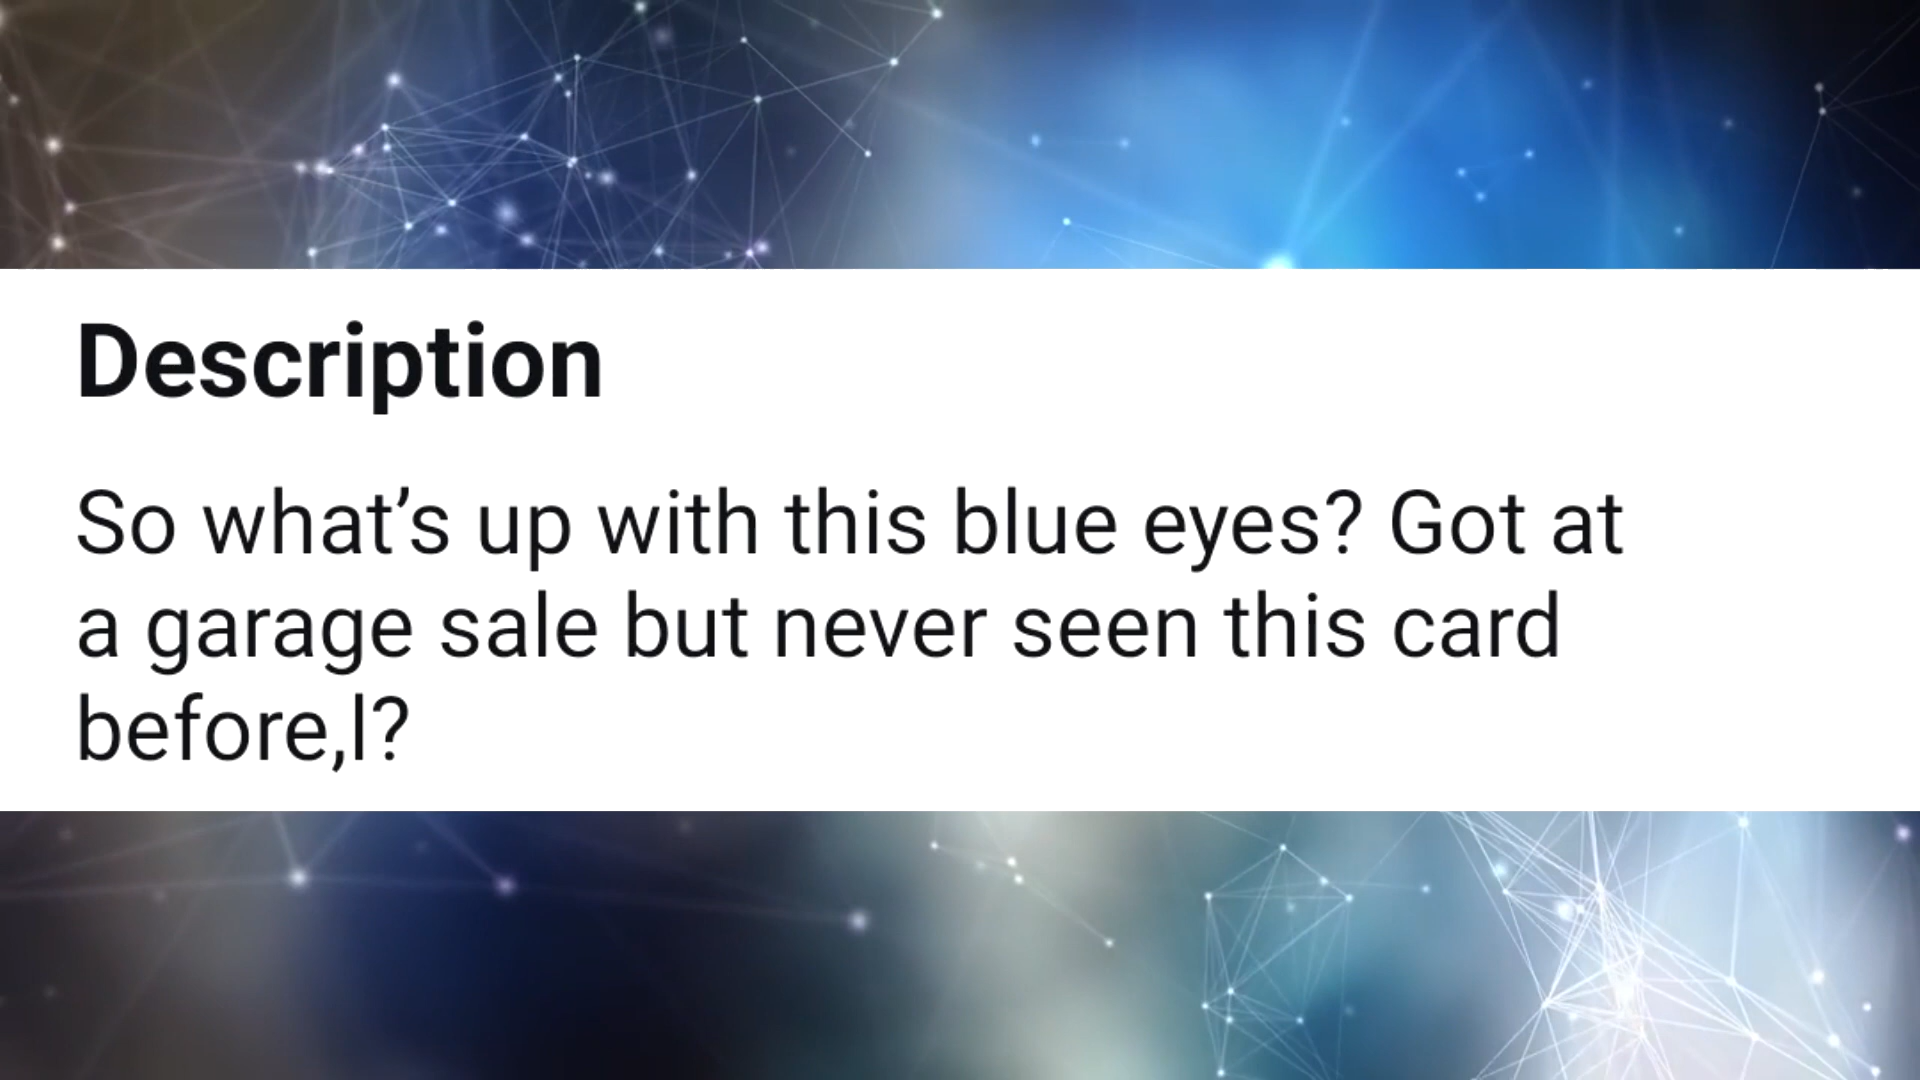 Description
So what’s up with this blue eyes? Got at
a garage sale but never seen this card
before,l?